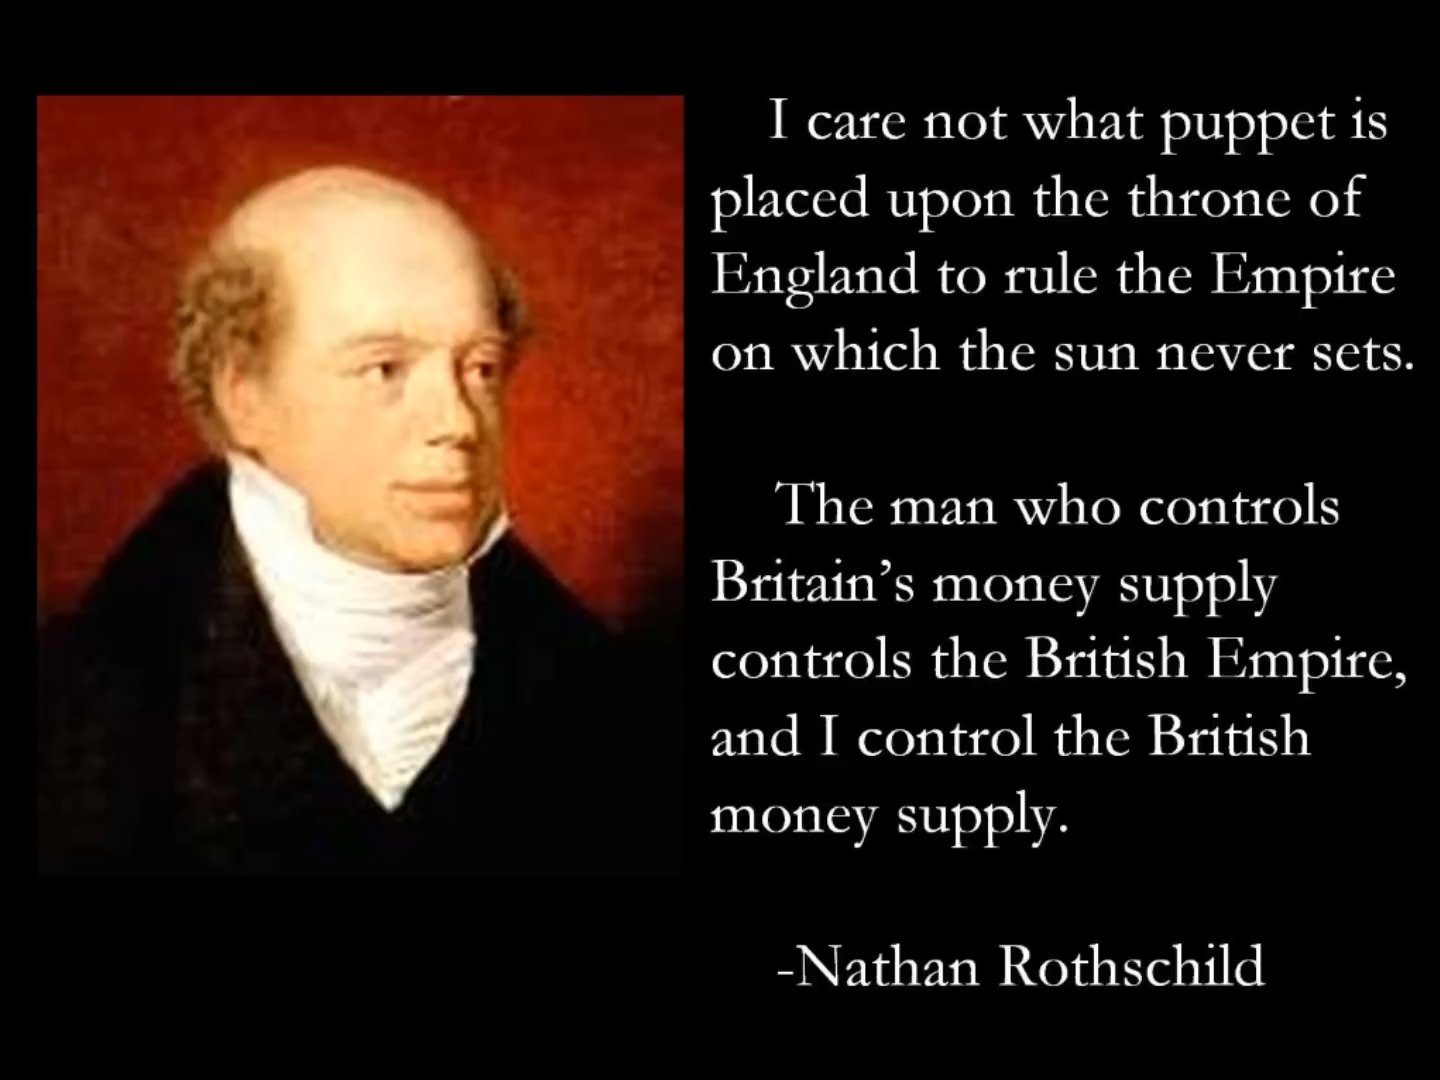 I care not what puppet is
placed upon the throne of
England to rule the Empire
on which the sun never sets.
The man who controls
Britain’s money supply
controls the British Empire,
and I control the British
money supply.
-Nathan Rothschild